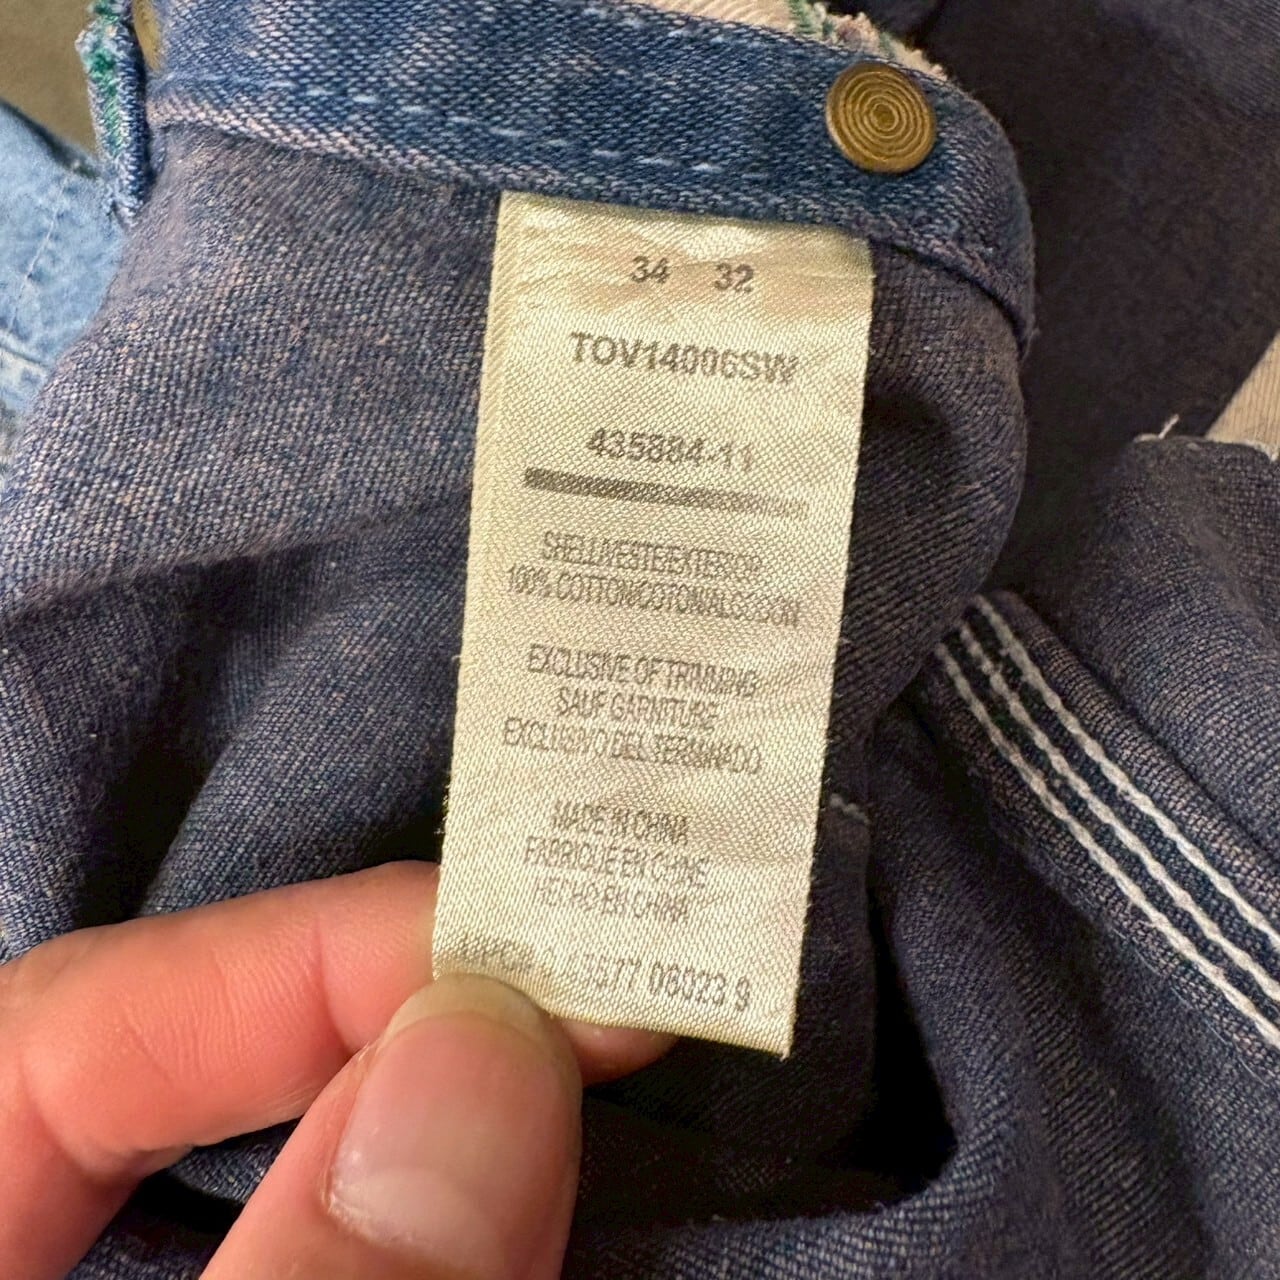 34 32
TOV14006SW
435884-11
SHELL/VESTE/EXTERIOR
100% COTTON/COTON/ALGODON
EXCLUSIVE OF TRIMMING
SAUF GARNITURE
EXCLUSIVO DEL TERMINADO
MADE IN CHINA
FABRIQUE EN CHINE
HECHO EN CHINA
9